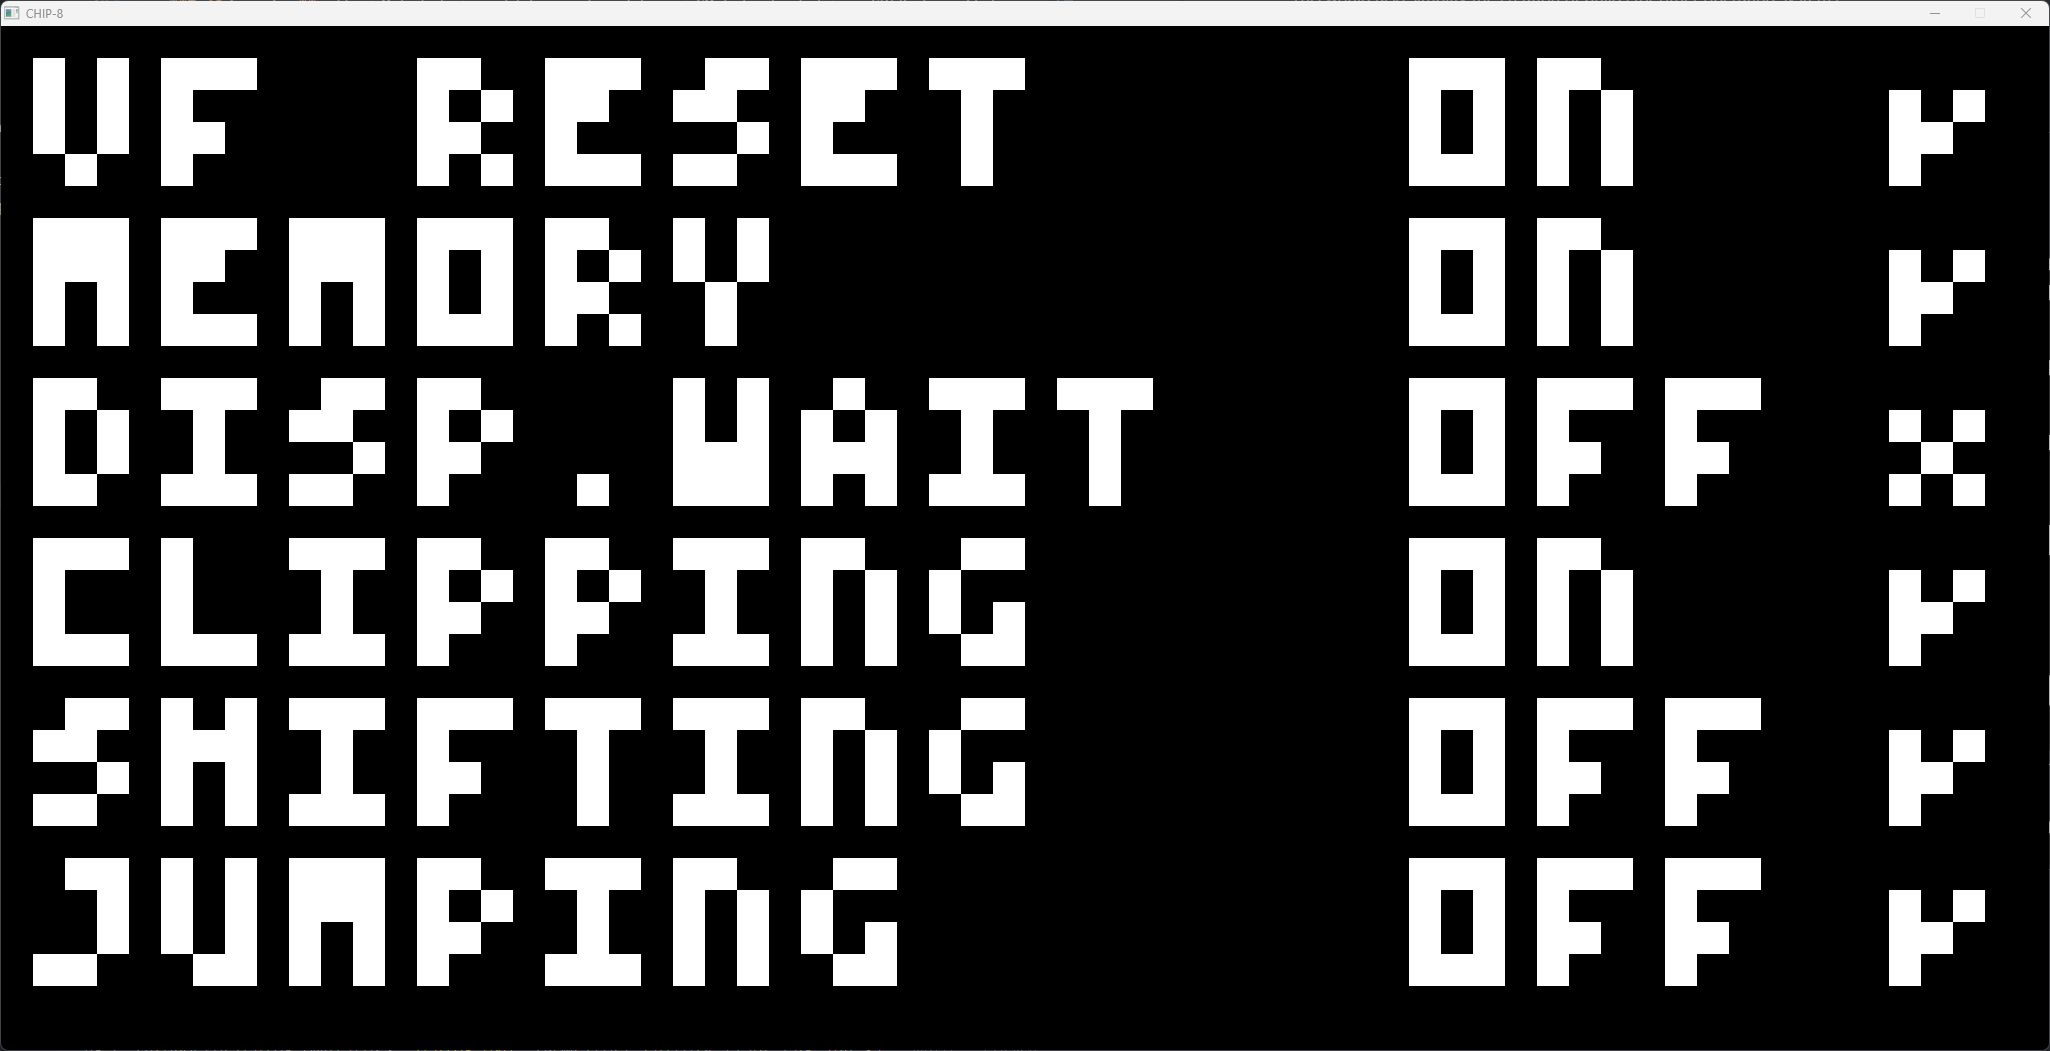 CHIP-8
VF RESET ON
MEMORY ON
DISP.WAIT OFF
CLIPPING ON
SHIFTING OFF
JUMPING OFF